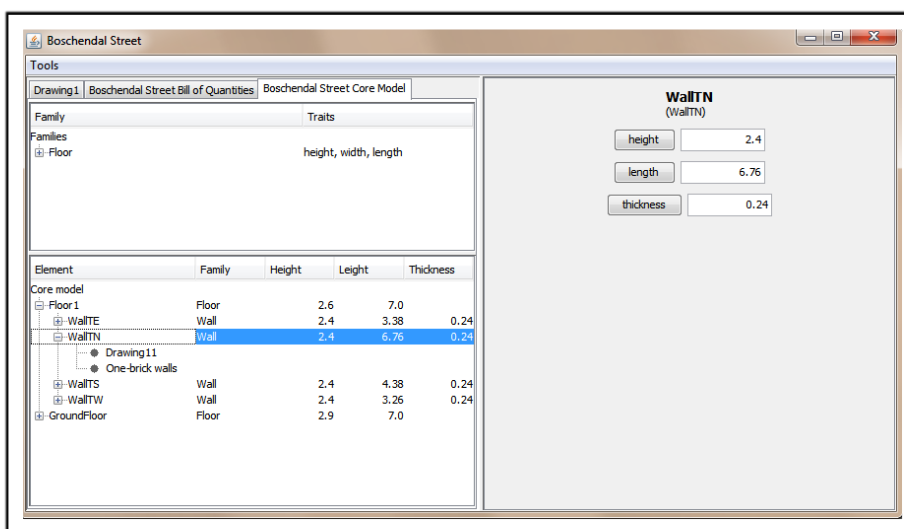 Boschendal Street
Tools
Drawing1 Boschendal Street Bill of Quantities Boschendal Street Core Model
Family Traits
Families
Floor height, width, length
Element Family Height Leight Thickness
Core model
Floor1 Floor 2.6 7.0
WallTE Wall 2.4 3.38 0.24
WallTN Wall 2.4 6.76 0.24
Drawing11
One-brick walls
WallTS Wall 2.4 4.38 0.24
WallTW Wall 2.4 3.26 0.24
GroundFloor Floor 2.9 7.0
WallTN
(WallTN)
height 2.4
length 6.76
thickness 0.24